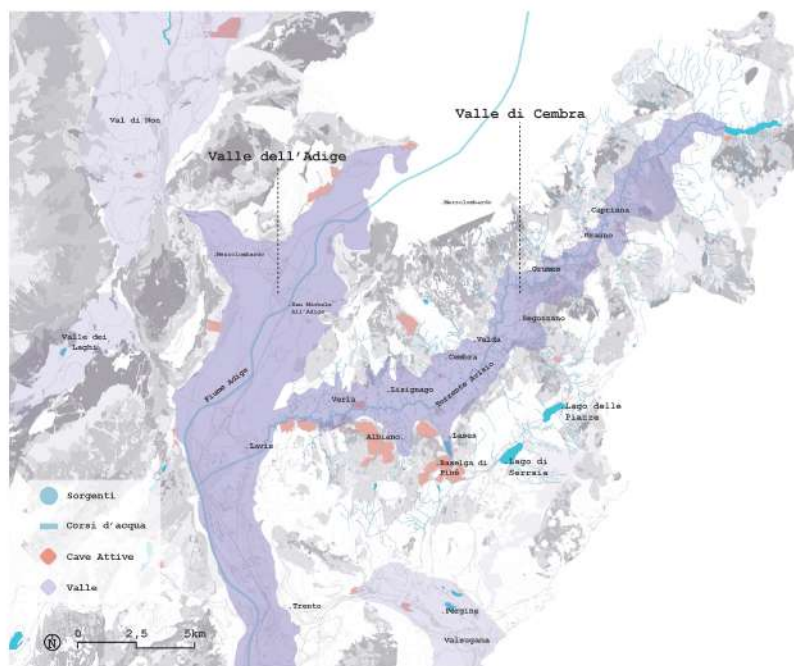 Val di Non
Valle dell'Adige
Valle di Cembra
.Mezzolombardo
Capriana
.Mezzolombardo
Grumes
.San Michele
All'Adige
.Segonzano
Valle dei
Laghi
.Valda
Cembra
Fiume Adige
.Lisignago
Torrente Avisio
Verla
Lago delle
Piazze
Albiano.
Lases
.Lavis
Baselga di
Piné
Lago di
Serraia
Sorgenti
Corsi d'acqua
Cave Attive
Valle
.Trento
Pergine
Valsugana
N
0 2,5 5km